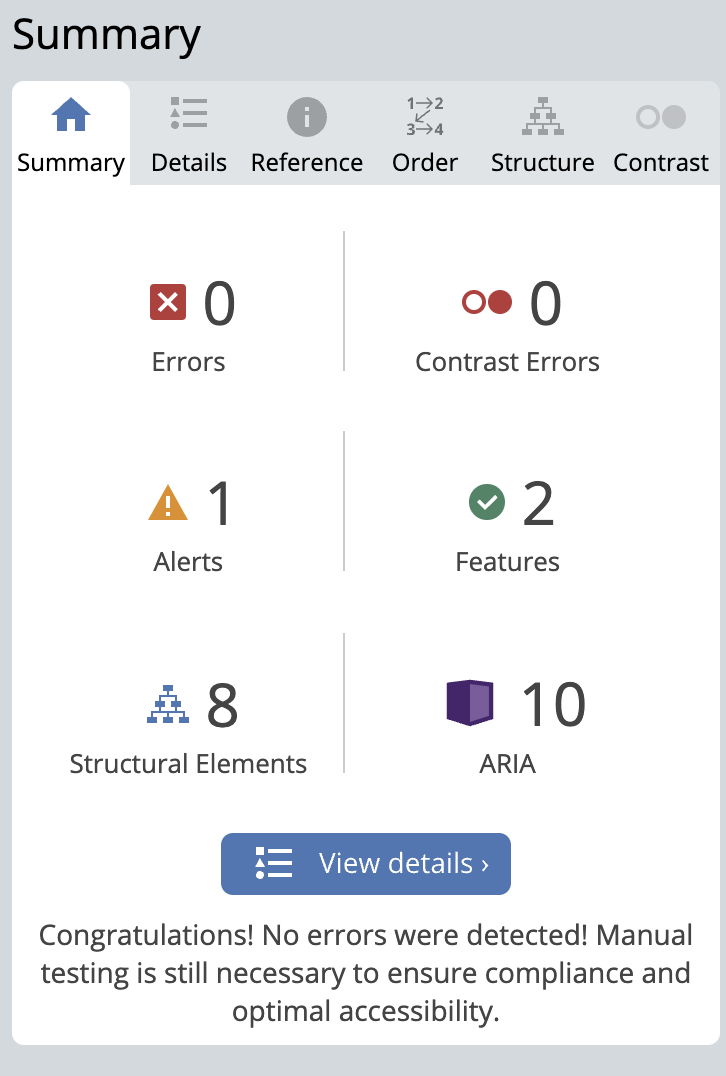 Summary
Summary Details Reference Order Structure Contrast
1 2
3 4
0 0
Errors Contrast Errors
1 2
Alerts Features
8 10
Structural Elements ARIA
View details ›
Congratulations! No errors were detected! Manual
testing is still necessary to ensure compliance and
optimal accessibility.